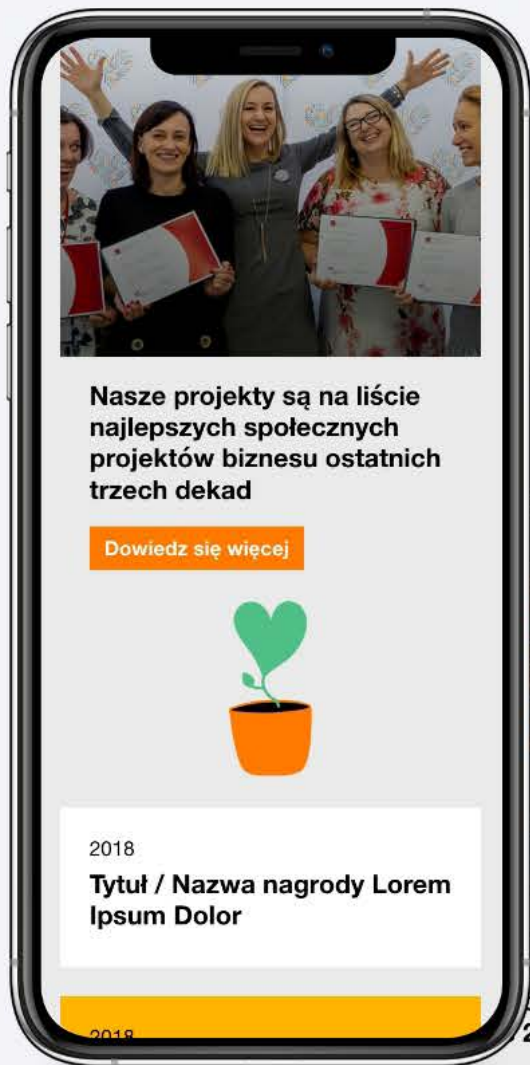 Nasze projekty są na liście
najlepszych społecznych
projektów biznesu ostatnich
trzech dekad
Dowiedz się więcej
2018
Tytuł / Nazwa nagrody Lorem
Ipsum Dolor
2018